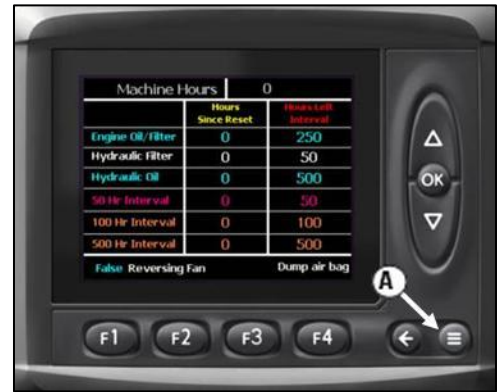 Machine Hours 0
Hours Since Reset Hours Left Interval
Engine Oil/Filter 0 250
Hydraulic Filter 0 50
Hydraulic Oil 0 500
50 Hr Interval 0 50
100 Hr Interval 0 100
500 Hr Interval 0 500
False Reversing Fan Dump air bag
A
OK
F1 F2 F3 F4